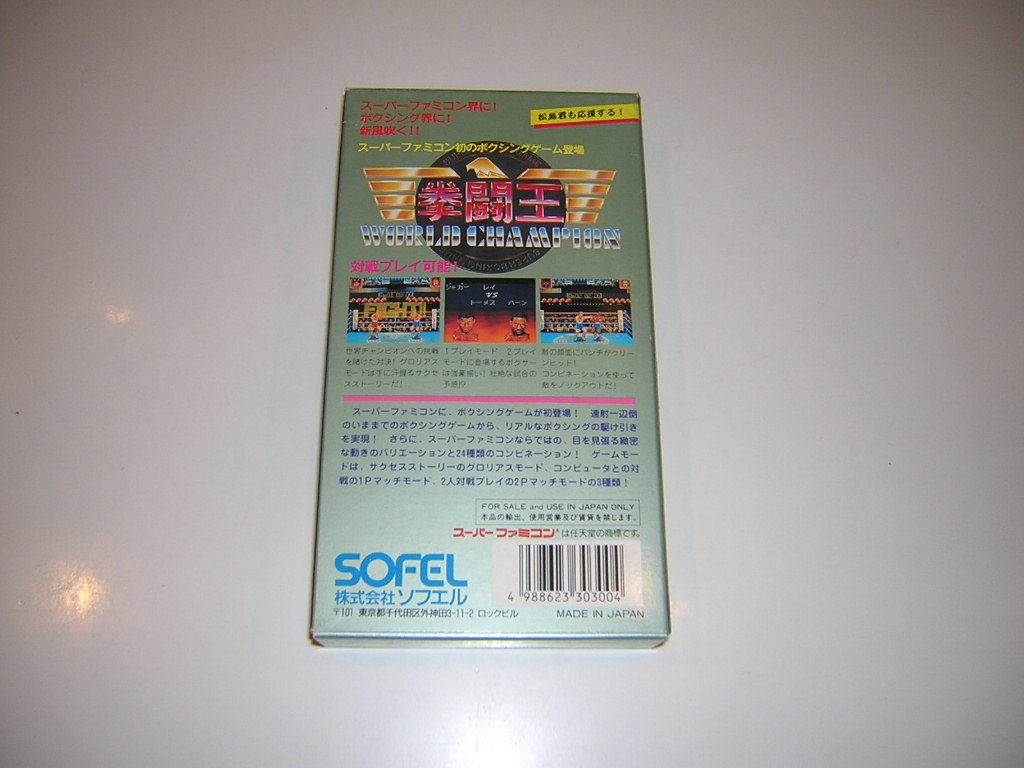 スーパーファミコン界に!
ボクシング界に!
新風吹く!!
松島君も応援する!
スーパーファミコン初のボクシングゲーム登場
拳闘王
WORLD CHAMPION
対戦プレイ可能!
FIGHT!
ジャガー レイ
VS
トーメス ハーン
世界チャンピオンへの挑戦
を賭けた対決!グロリアス
モードは手に汗握るサクセ
スストーリーだ!
1プレイモード、2プレイ
モードに登場するボクサー
は強豪揃い!壮絶な試合の
予感!?
敵の顔面にパンチがクリー
ンヒット!
コンビネーションを使って
敵をノックアウトだ!
スーパーファミコンに、ボクシングゲームが初登場! 連射一辺倒
のいままでのボクシングゲームから、リアルなボクシングの駆け引き
を実現! さらに、スーパーファミコンならではの、目を見張る緻密
な動きのバリエーションと24種類のコンビネーション! ゲームモー
ドは、サクセスストーリーのグロリアスモード、コンピュータとの対
戦の1Pマッチモード、2人対戦プレイの2Pマッチモードの3種類!
FOR SALE and USE IN JAPAN ONLY
本品の輸出、使用営業及び賃貸を禁じます。
スーパーファミコン®は任天堂の商標です。
SOFEL
株式会社ソフエル
〒101 東京都千代田区外神田3-11-2 ロックビル
4 988623 303004
MADE IN JAPAN